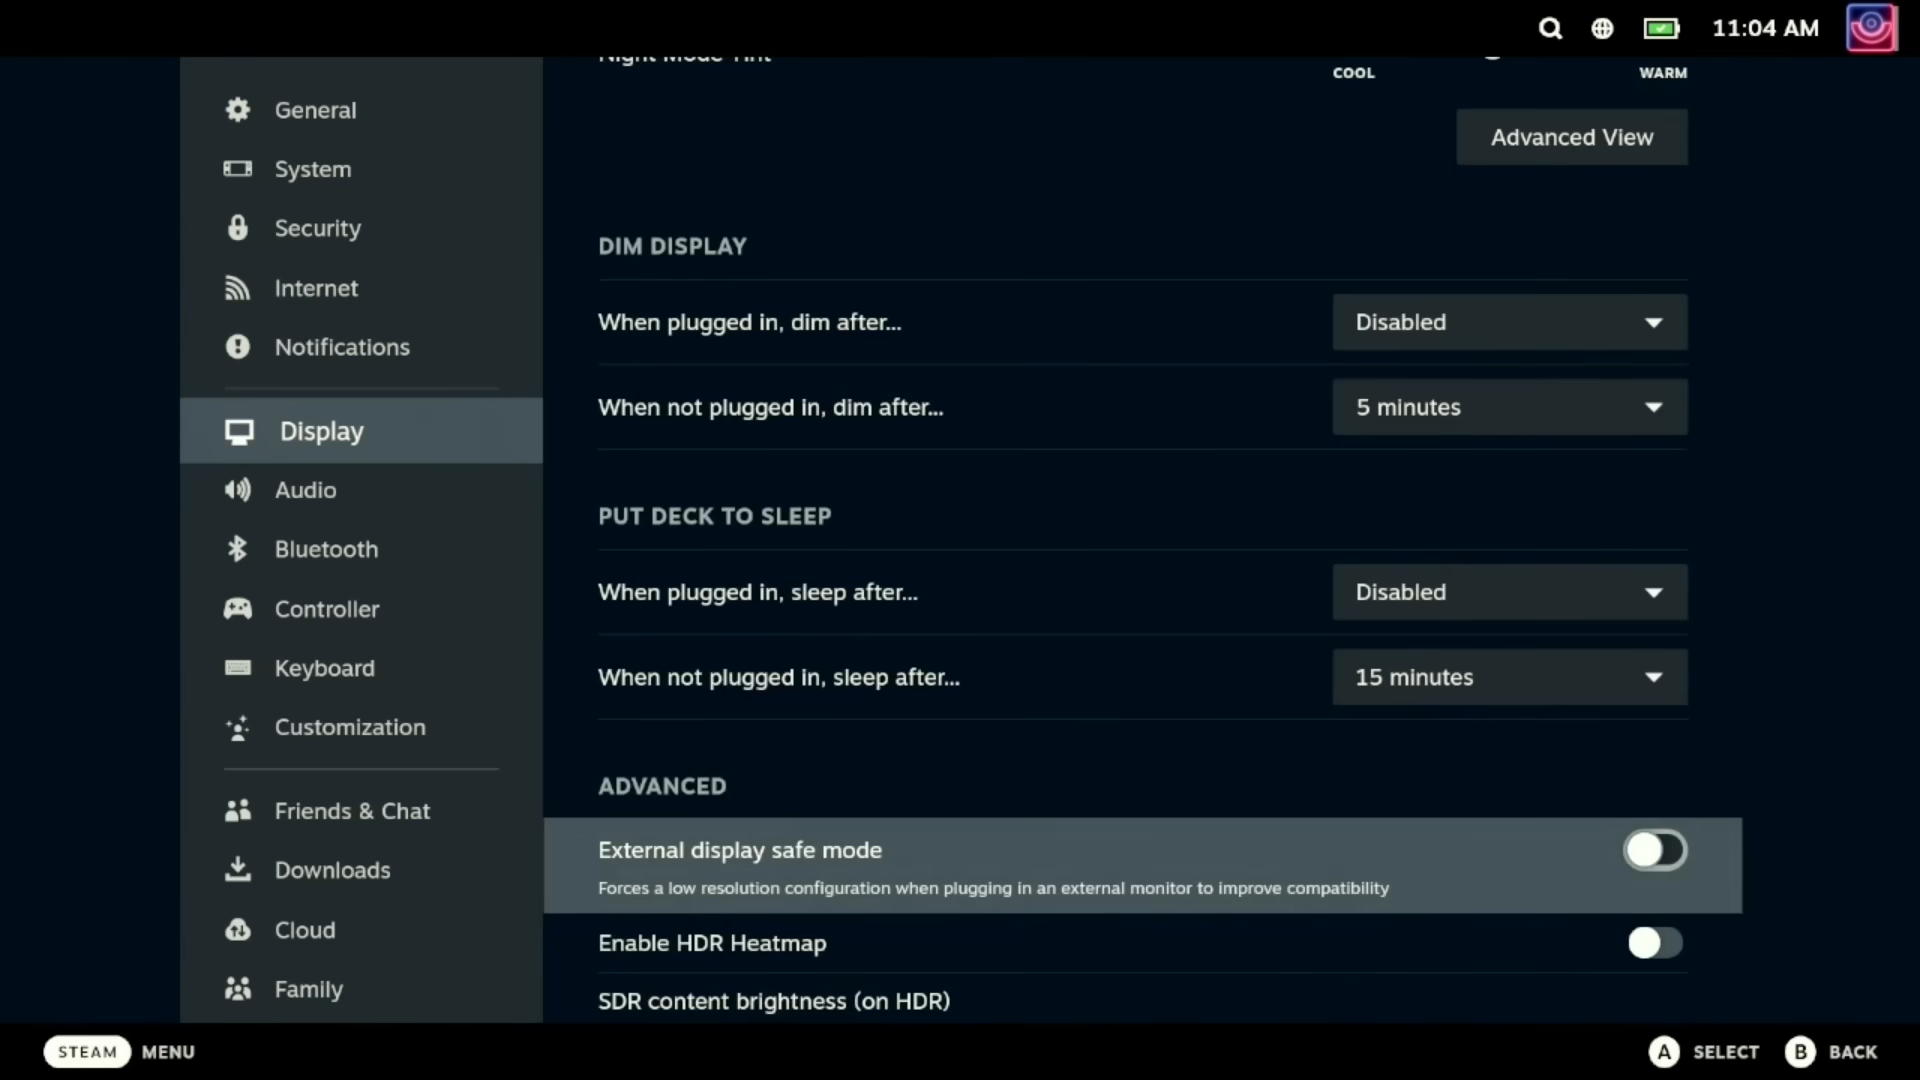 11:04 AM
Night Mode Tint
COOL
WARM
Advanced View
General
System
Security
Internet
Notifications
Display
Audio
Bluetooth
Controller
Keyboard
Customization
Friends & Chat
Downloads
Cloud
Family
DIM DISPLAY
When plugged in, dim after...
Disabled
When not plugged in, dim after...
5 minutes
PUT DECK TO SLEEP
When plugged in, sleep after...
Disabled
When not plugged in, sleep after...
15 minutes
ADVANCED
External display safe mode
Forces a low resolution configuration when plugging in an external monitor to improve compatibility
Enable HDR Heatmap
SDR content brightness (on HDR)
STEAM MENU
A SELECT B BACK